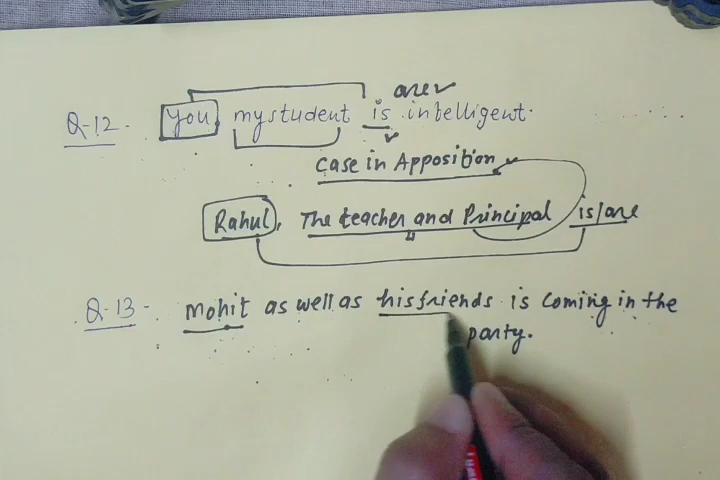 are
Q-12 You my student is intelligent.
Case in Apposition
Rahul, The teacher and Principal is/are
Q-13 - Mohit as well as his friends is coming in the
party.